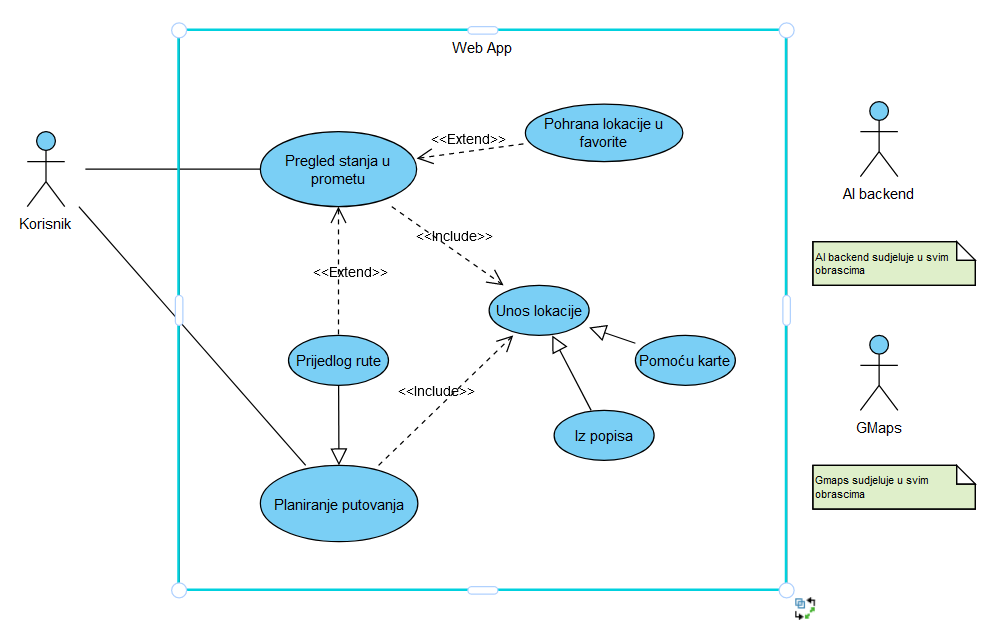 Web App
Pohrana lokacije u
favorite
<<Extend>>
Pregled stanja u
prometu
AI backend
Korisnik
<<Include>>
AI backend sudjeluje u svim
obrascima
<<Extend>>
Unos lokacije
Prijedlog rute
Pomoću karte
<<Include>>
GMaps
Iz popisa
Gmaps sudjeluje u svim
obrascima
Planiranje putovanja